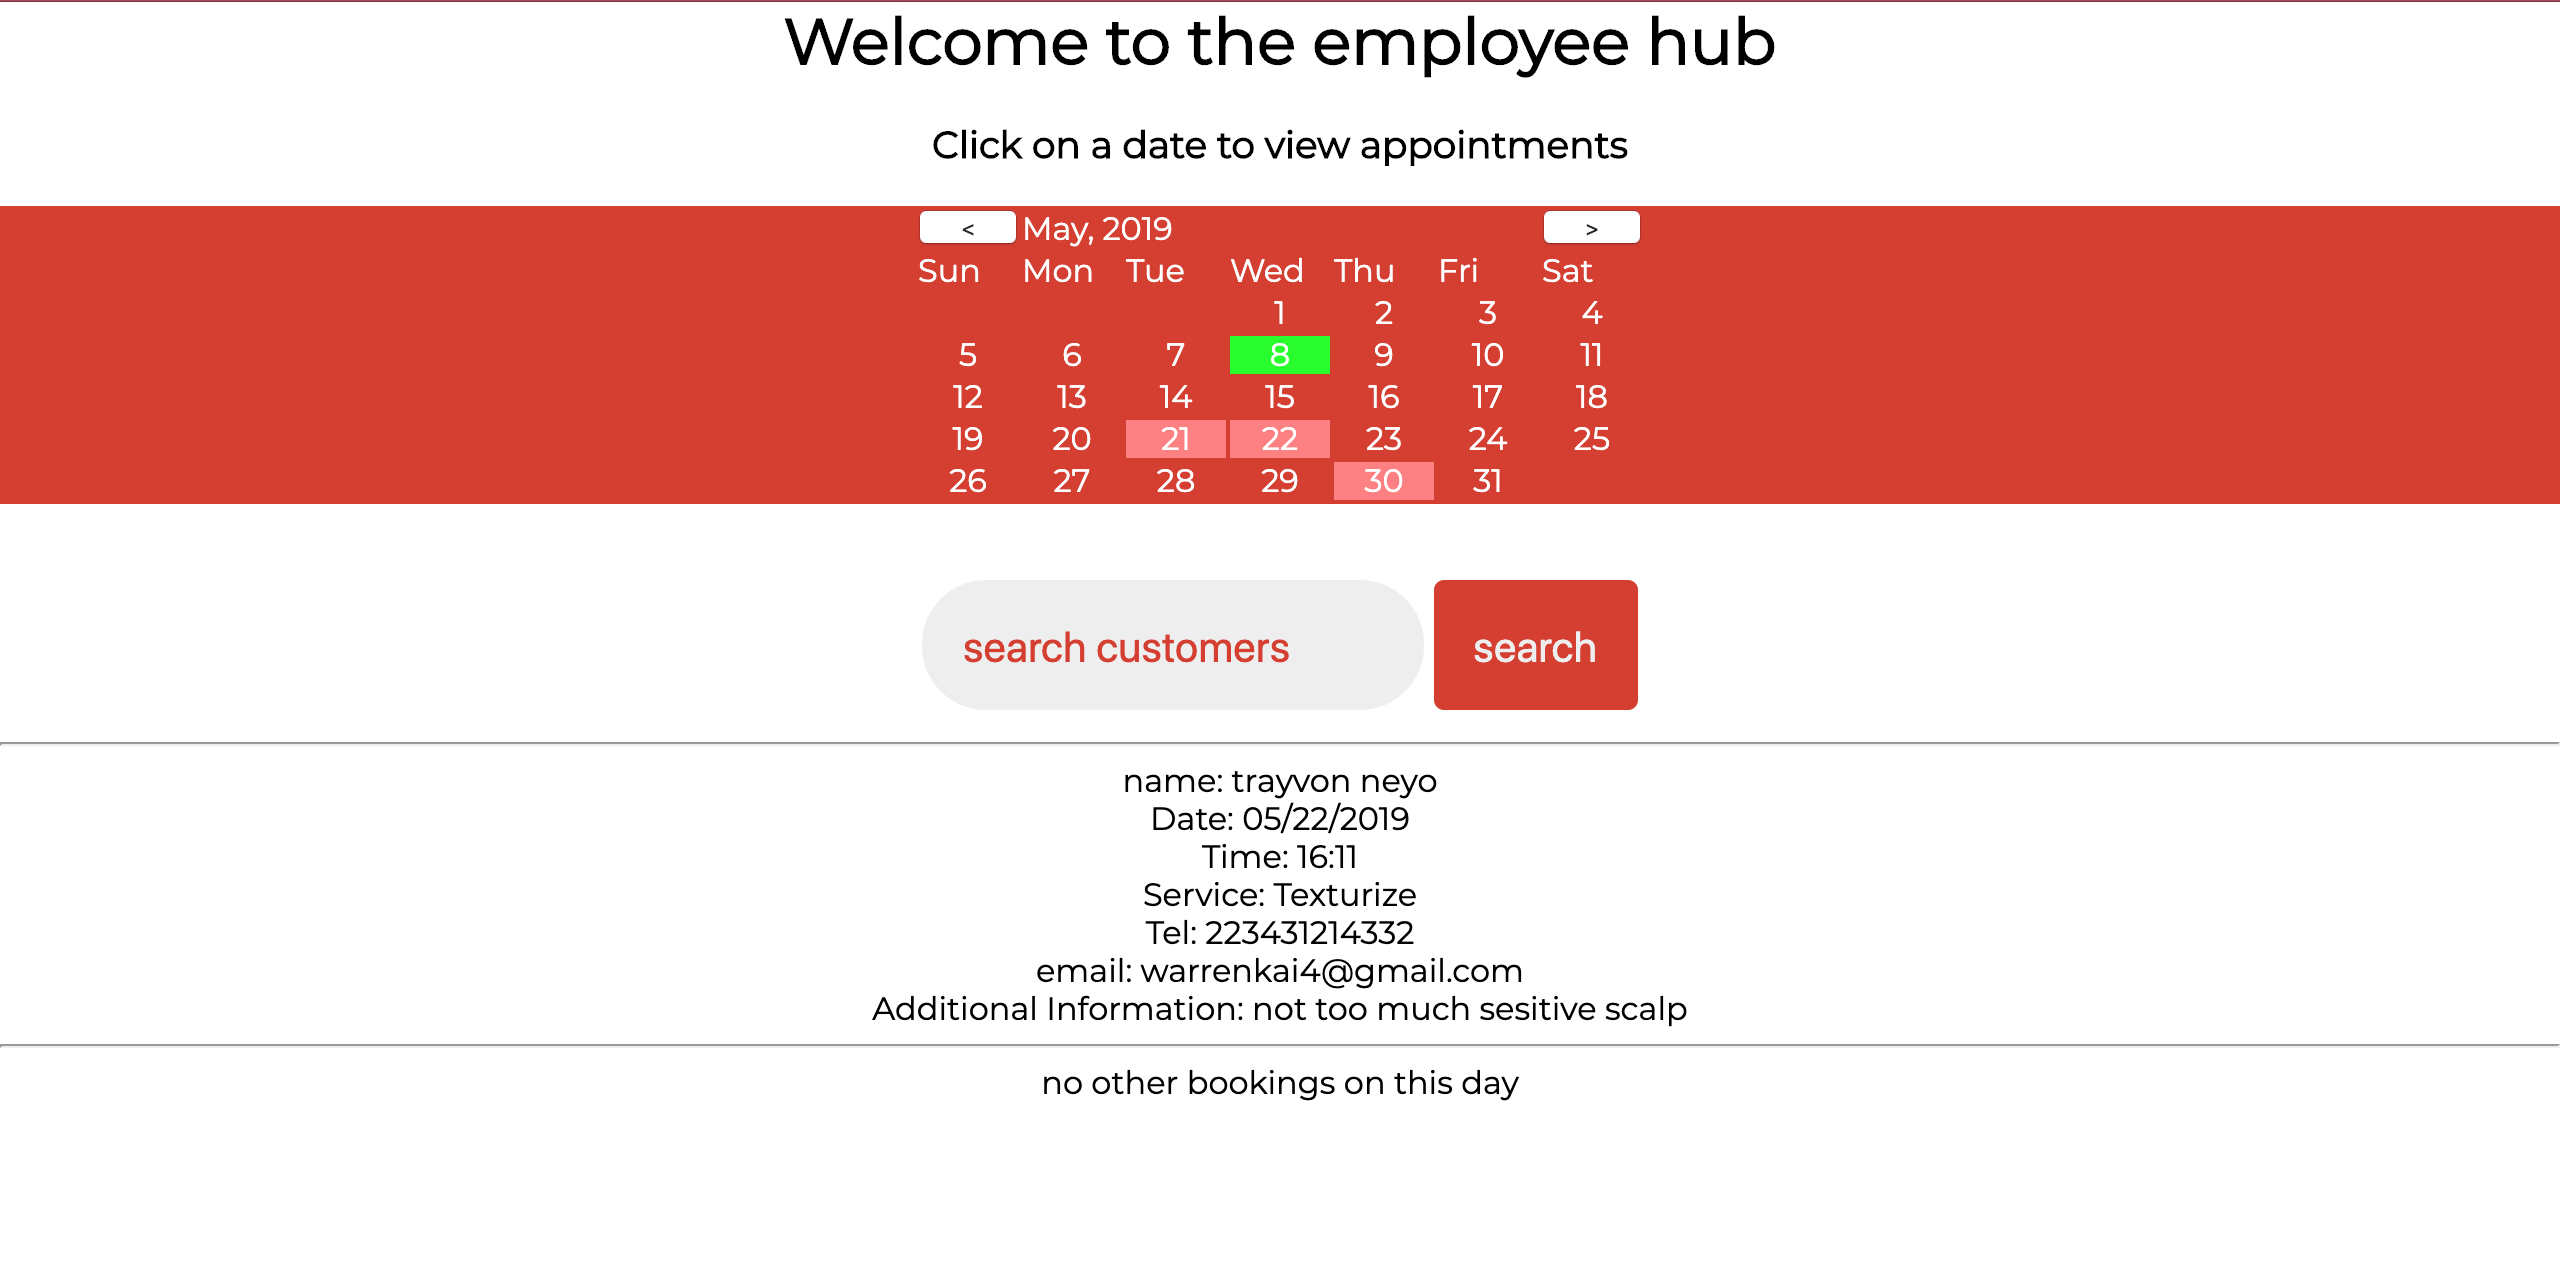 Welcome to the employee hub
Click on a date to view appointments
< May, 2019 >
Sun Mon Tue Wed Thu Fri Sat
1 2 3 4
5 6 7 8 9 10 11
12 13 14 15 16 17 18
19 20 21 22 23 24 25
26 27 28 29 30 31
search customers search
name: trayvon neyo
Date: 05/22/2019
Time: 16:11
Service: Texturize
Tel: 223431214332
email: warrenkai4@gmail.com
Additional Information: not too much sesitive scalp
no other bookings on this day